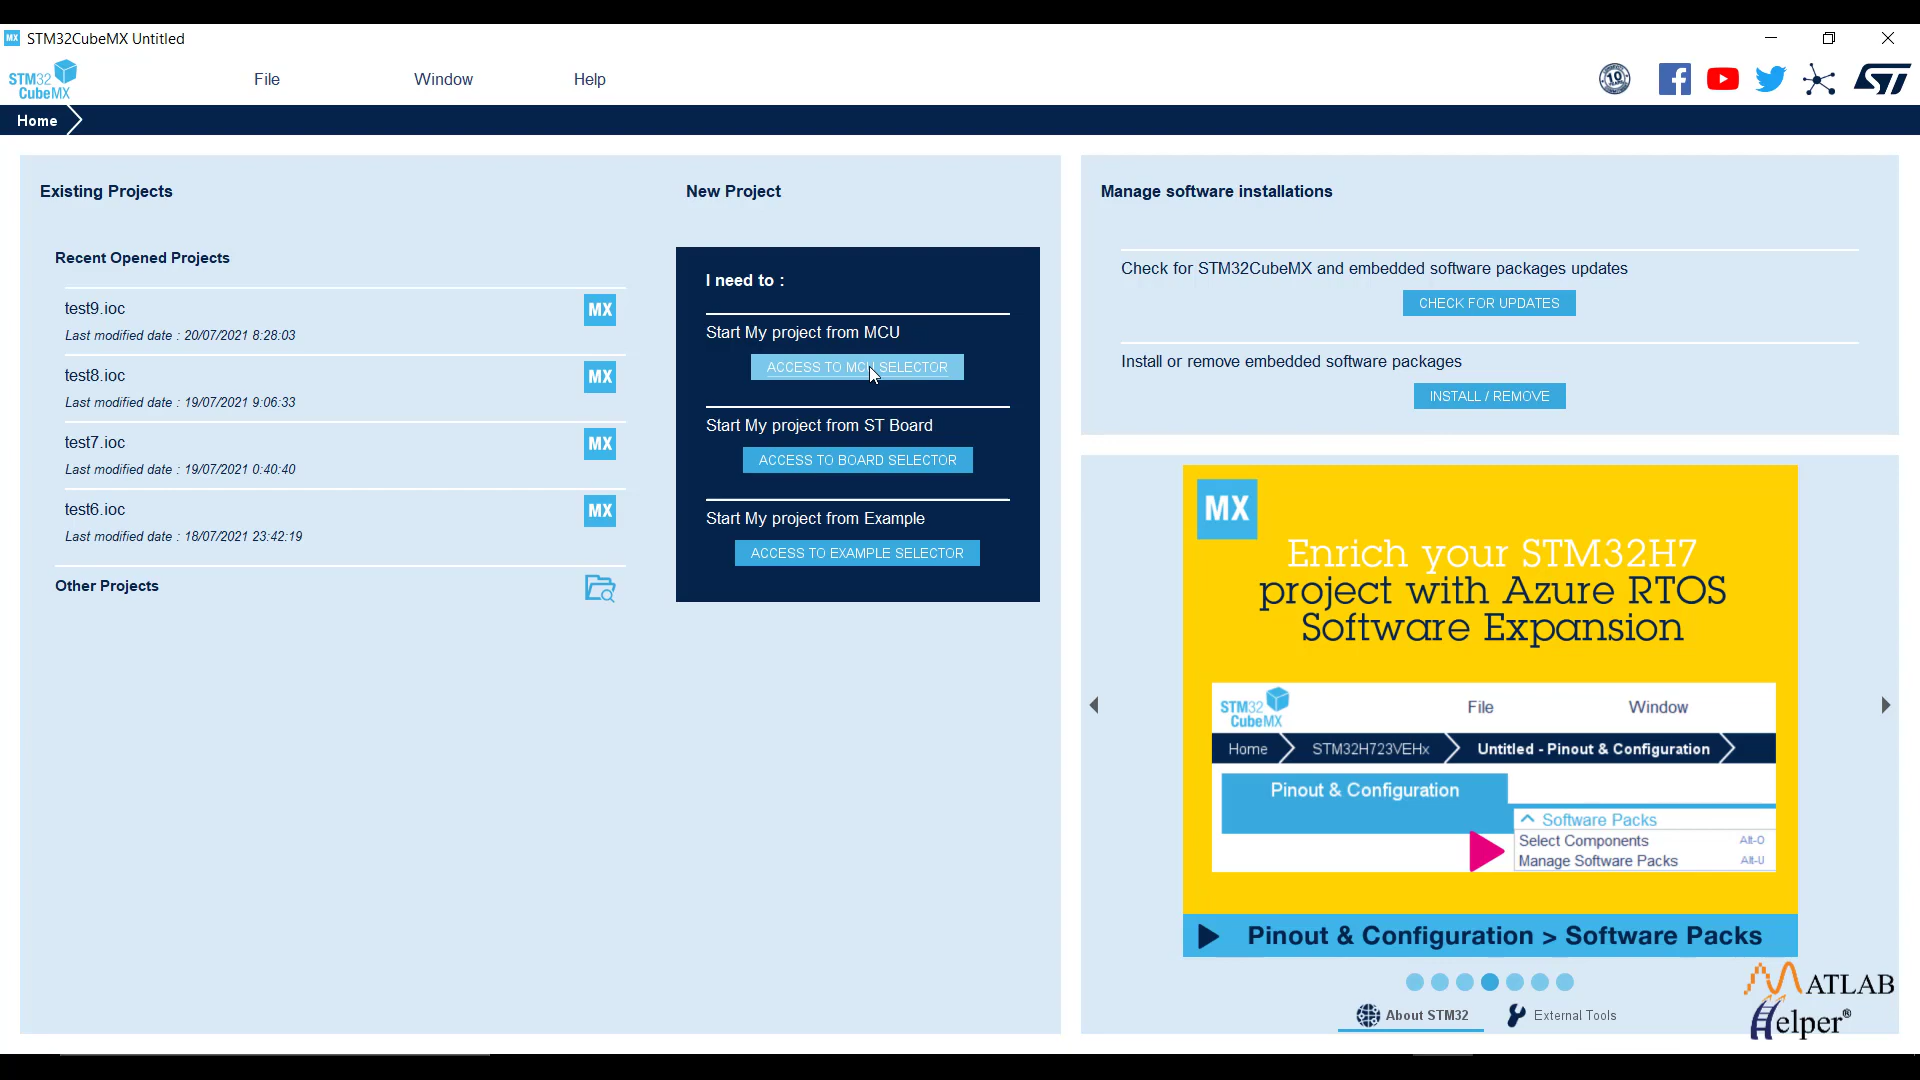 MX STM32CubeMX Untitled
STM32
CubeMX
File
Window
Help
10
ST
Home
Existing Projects
Recent Opened Projects
test9.ioc
MX
Last modified date : 20/07/2021 8:28:03
test8.ioc
MX
Last modified date : 19/07/2021 9:06:33
test7.ioc
MX
Last modified date : 19/07/2021 0:40:40
test6.ioc
MX
Last modified date : 18/07/2021 23:42:19
Other Projects
New Project
I need to :
Start My project from MCU
ACCESS TO MCU SELECTOR
Start My project from ST Board
ACCESS TO BOARD SELECTOR
Start My project from Example
ACCESS TO EXAMPLE SELECTOR
Manage software installations
Check for STM32CubeMX and embedded software packages updates
CHECK FOR UPDATES
Install or remove embedded software packages
INSTALL / REMOVE
MX
Enrich your STM32H7
project with Azure RTOS
Software Expansion
STM32
CubeMX
File
Window
Home
STM32H723VEHx
Untitled - Pinout & Configuration
Pinout & Configuration
Software Packs
Select Components Alt-O
Manage Software Packs Alt-U
Pinout & Configuration > Software Packs
About STM32
External Tools
MATLAB
Helper®